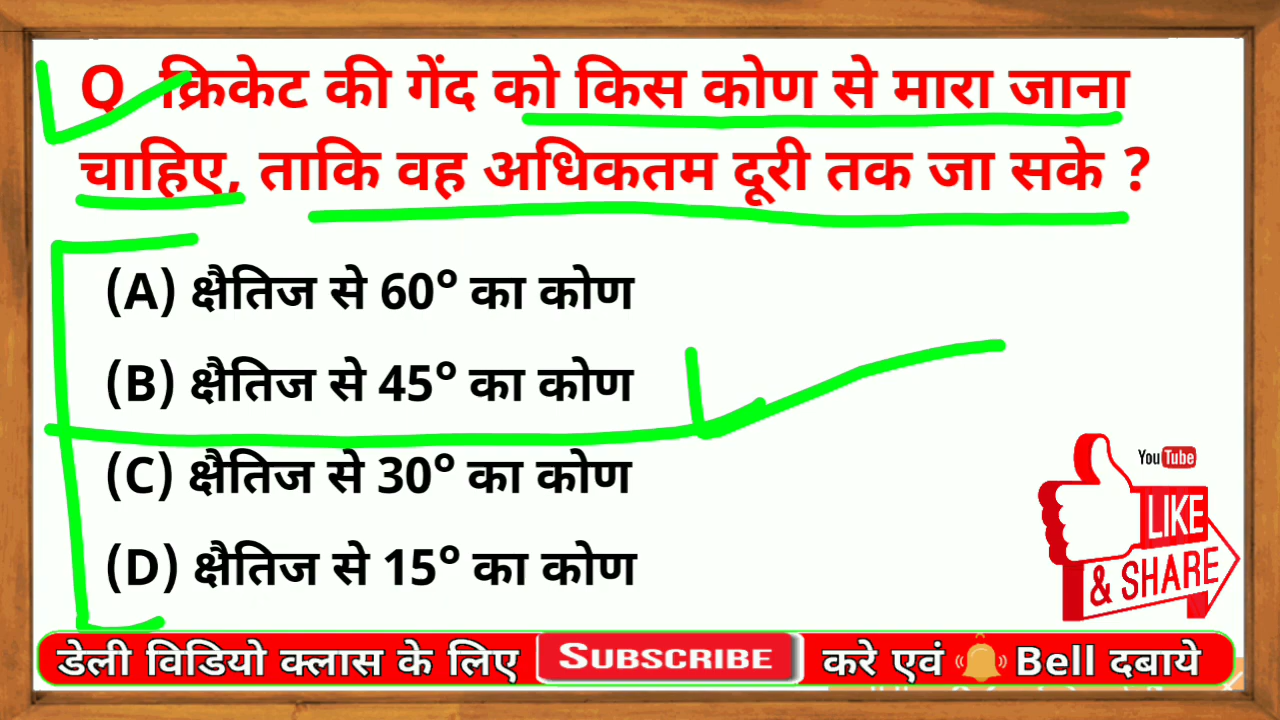 Q क्रिकेट की गेंद को किस कोण से मारा जाना
चाहिए, ताकि वह अधिकतम दूरी तक जा सके ?
(A) क्षैतिज से 60° का कोण
(B) क्षैतिज से 45° का कोण
(C) क्षैतिज से 30° का कोण
(D) क्षैतिज से 15° का कोण
YouTube
LIKE
& SHARE
डेली विडियो क्लास के लिए SUBSCRIBE करे एवं Bell दबाये